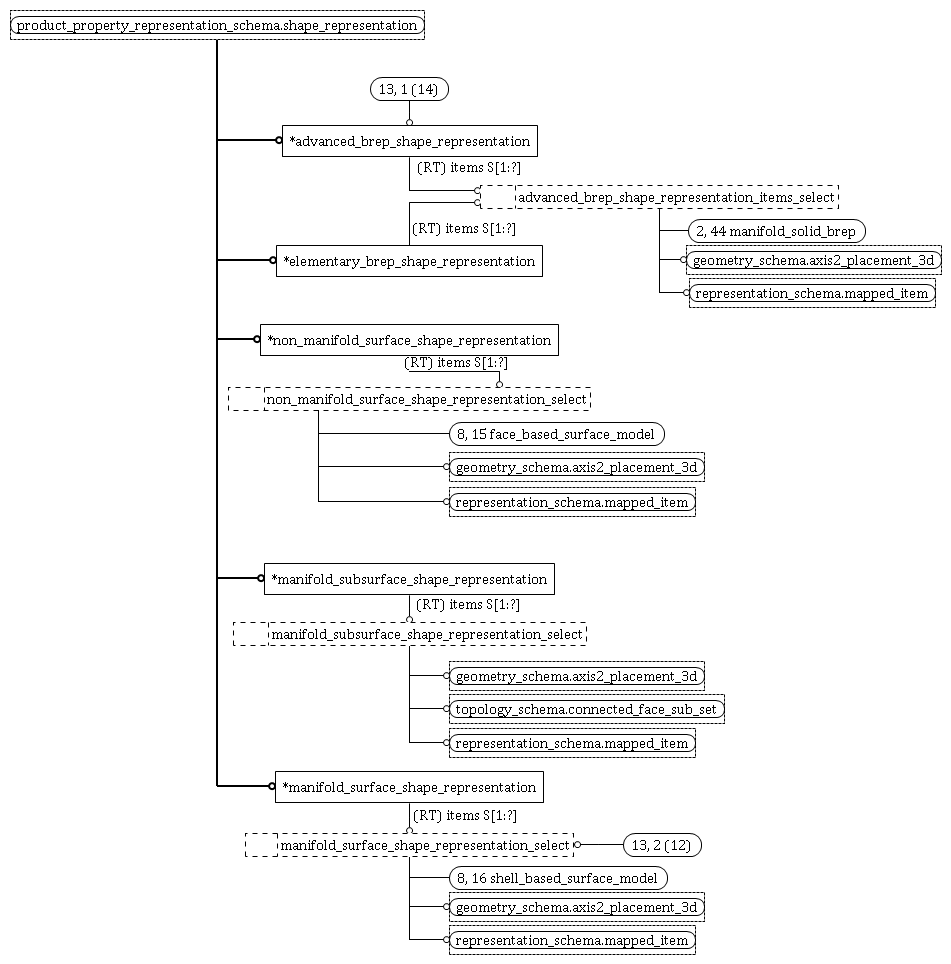 product_property_representation_schema.shape_representation
13, 1 (14)
*advanced_brep_shape_representation
(RT) items S[1:?]
advanced_brep_shape_representation_items_select
(RT) items S[1:?]
2, 44 manifold_solid_brep
*elementary_brep_shape_representation
geometry_schema.axis2_placement_3d
representation_schema.mapped_item
*non_manifold_surface_shape_representation
(RT) items S[1:?]
non_manifold_surface_shape_representation_select
8, 15 face_based_surface_model
geometry_schema.axis2_placement_3d
representation_schema.mapped_item
*manifold_subsurface_shape_representation
(RT) items S[1:?]
manifold_subsurface_shape_representation_select
geometry_schema.axis2_placement_3d
topology_schema.connected_face_sub_set
representation_schema.mapped_item
*manifold_surface_shape_representation
(RT) items S[1:?]
manifold_surface_shape_representation_select
13, 2 (12)
8, 16 shell_based_surface_model
geometry_schema.axis2_placement_3d
representation_schema.mapped_item